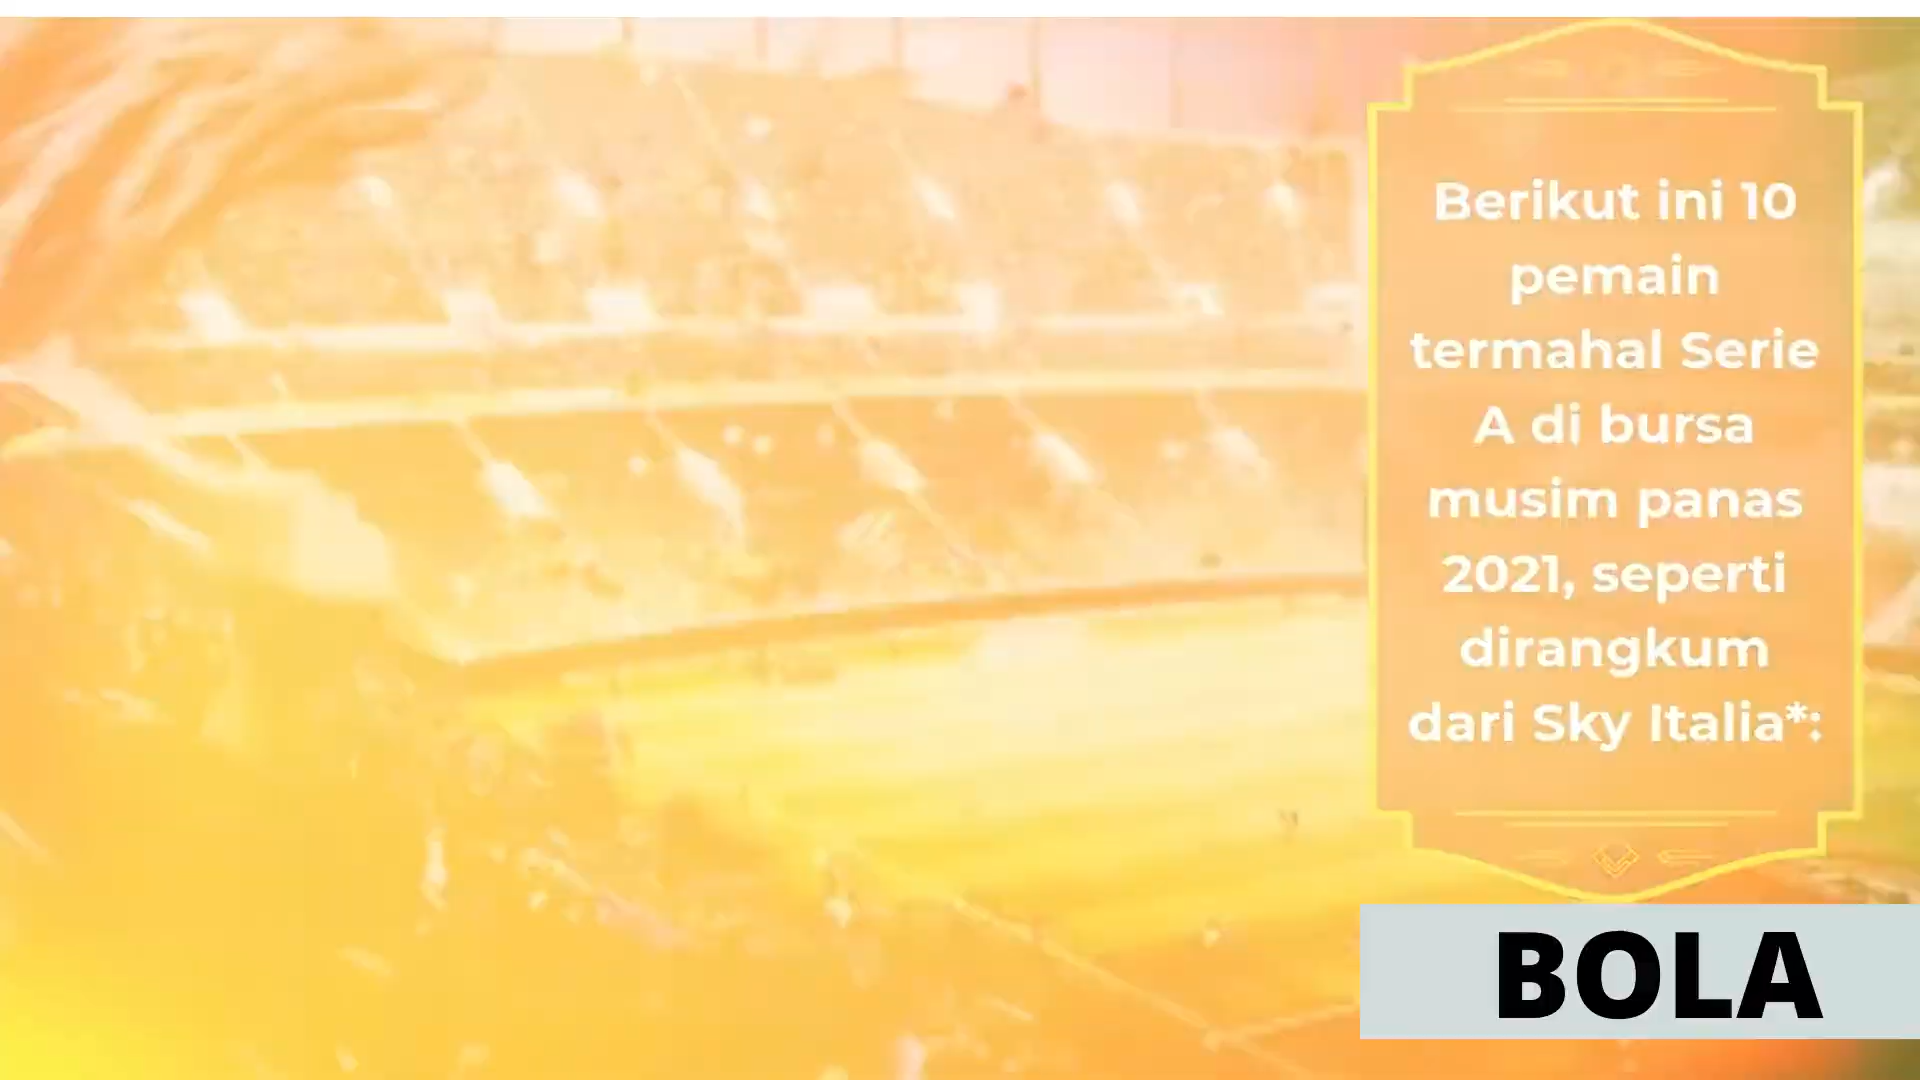 Berikut ini 10
pemain
termahal Serie
A di bursa
musim panas
2021, seperti
dirangkum
dari Sky Italia*:
BOLA